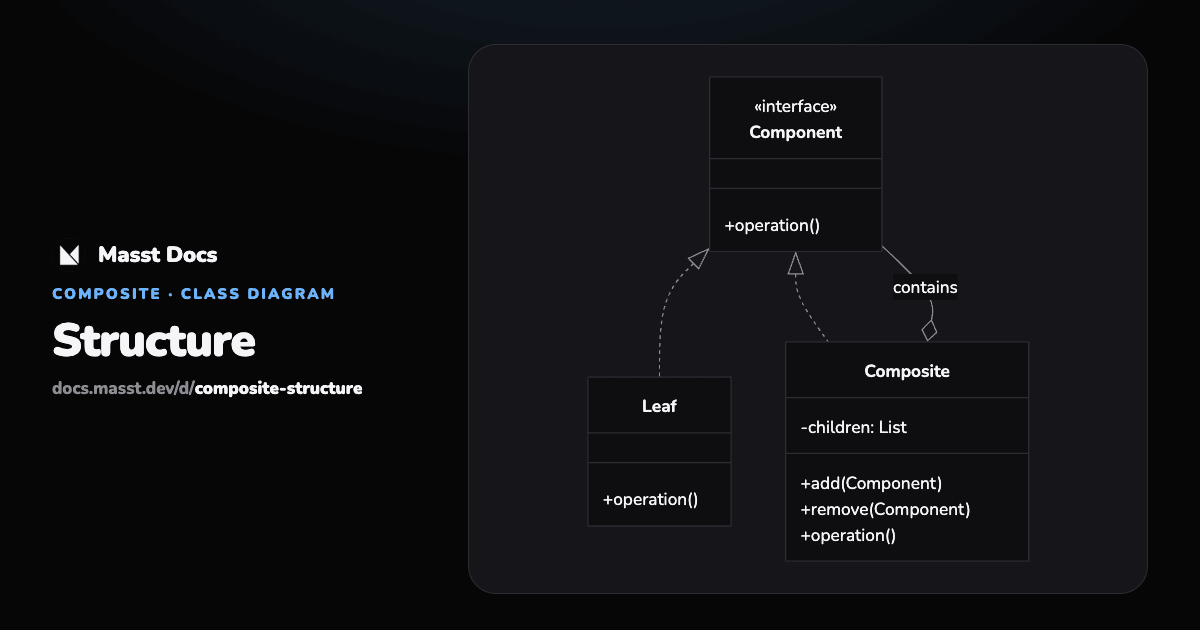 Masst Docs
COMPOSITE · CLASS DIAGRAM
Structure
docs.masst.dev/d/composite-structure
«interface»
Component
+operation()
contains
Leaf
+operation()
Composite
-children: List
+add(Component)
+remove(Component)
+operation()